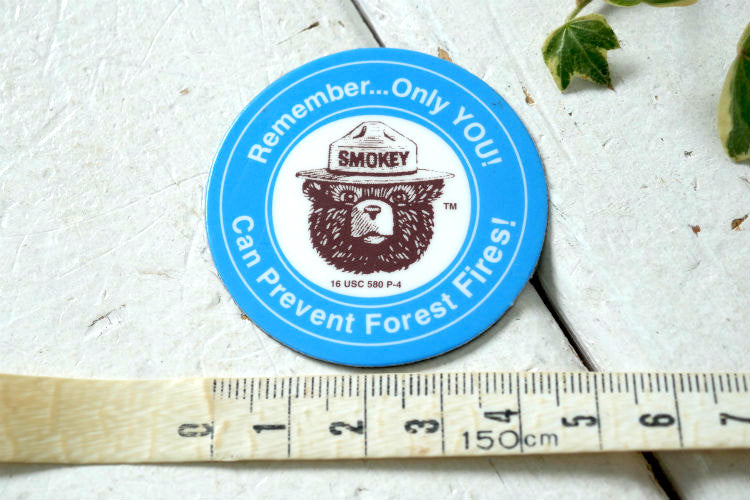 Remember...Only YOU!
SMOKEY
TM
16 USC 580 P-4
Can Prevent Forest Fires!
0 1 2 3 4 5 6 7
150cm